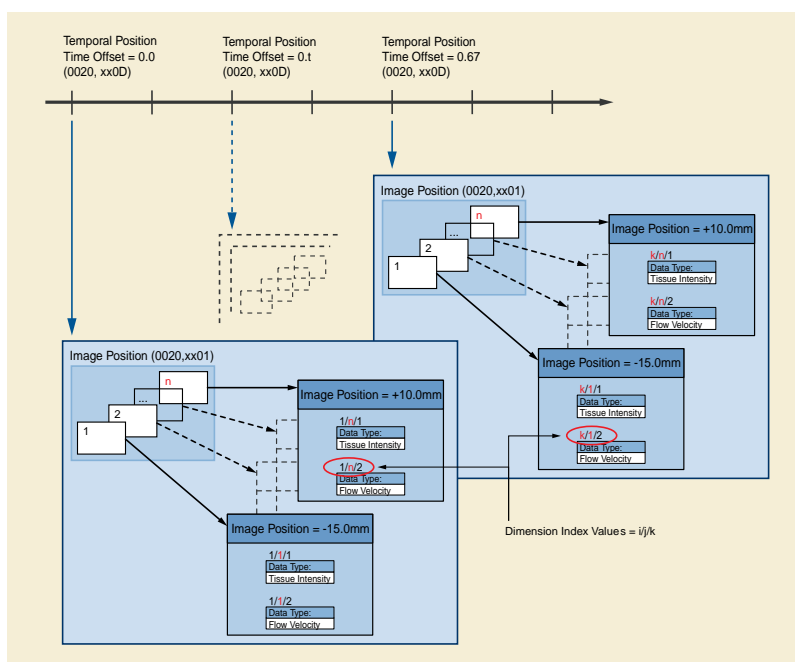 Temporal Position
Time Offset = 0.0
(0020, xx0D)
Temporal Position
Time Offset = 0.t
(0020, xx0D)
Temporal Position
Time Offset = 0.67
(0020, xx0D)
Image Position (0020,xx01)
n
...
2
1
Image Position = +10.0mm
k/n/1
Data Type:
Tissue Intensity
k/n/2
Data Type:
Flow Velocity
Image Position = -15.0mm
k/1/1
Data Type:
Tissue Intensity
k/1/2
Data Type:
Flow Velocity
Image Position (0020,xx01)
n
...
2
1
Image Position = +10.0mm
1/n/1
Data Type:
Tissue Intensity
1/n/2
Data Type:
Flow Velocity
Image Position = -15.0mm
1/1/1
Data Type:
Tissue Intensity
1/1/2
Data Type:
Flow Velocity
Dimension Index Values = i/j/k